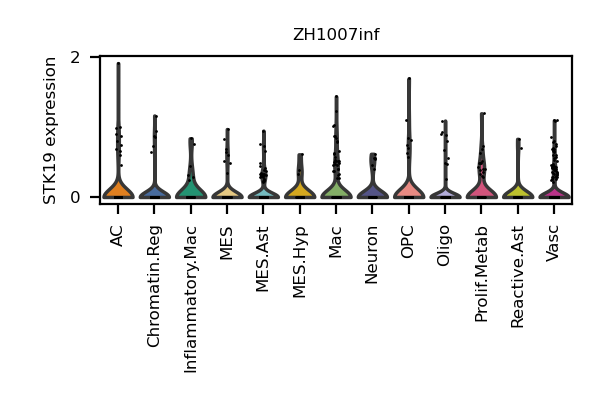 ZH1007inf
STK19 expression
2
0
AC
Chromatin.Reg
Inflammatory.Mac
MES
MES.Ast
MES.Hyp
Mac
Neuron
OPC
Oligo
Prolif.Metab
Reactive.Ast
Vasc